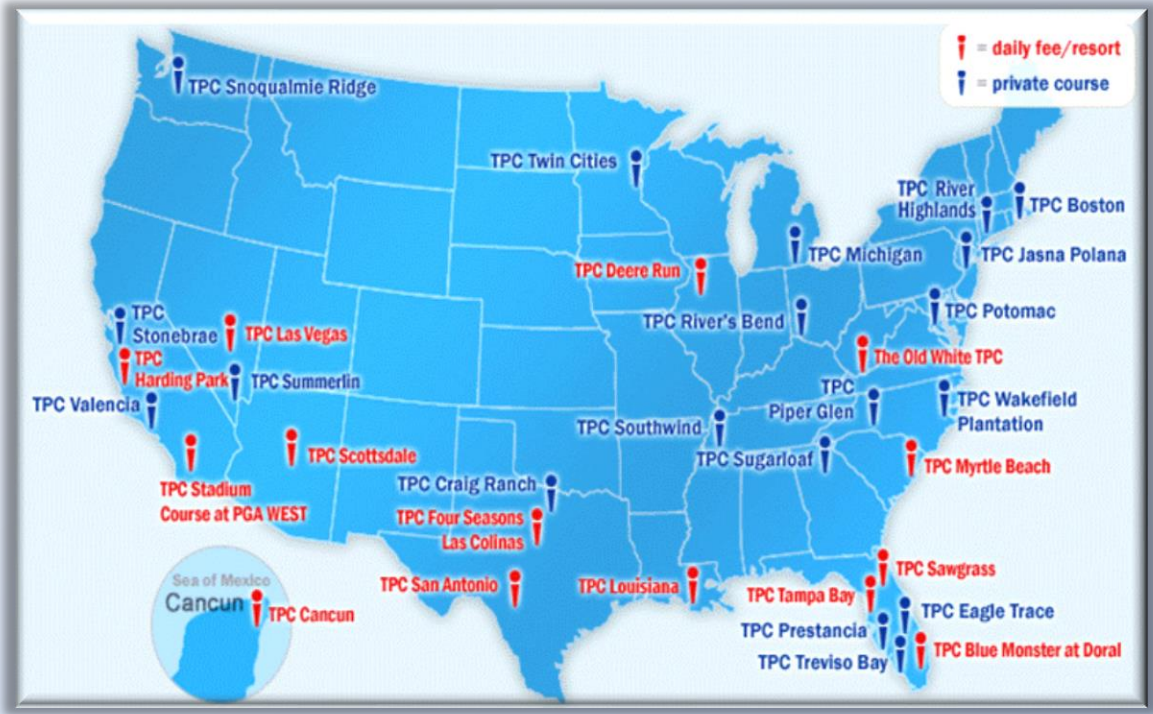 = daily fee/resort
= private course
TPC Snoqualmie Ridge
TPC Twin Cities
TPC River
Highlands
TPC Boston
TPC Michigan
TPC Jasna Polana
TPC Deere Run
TPC Potomac
TPC
Stonebrae
TPC Las Vegas
TPC River's Bend
TPC
Harding Park
The Old White TPC
TPC Summerlin
TPC
Piper Glen
TPC Valencia
TPC Wakefield
Plantation
TPC Southwind
TPC Scottsdale
TPC Sugarloaf
TPC Myrtle Beach
TPC Stadium
Course at PGA WEST
TPC Craig Ranch
TPC Four Seasons
Las Colinas
TPC Sawgrass
TPC San Antonio
TPC Louisiana
TPC Tampa Bay
Sea of Mexico
Cancun
TPC Cancun
TPC Eagle Trace
TPC Prestancia
TPC Blue Monster at Doral
TPC Treviso Bay